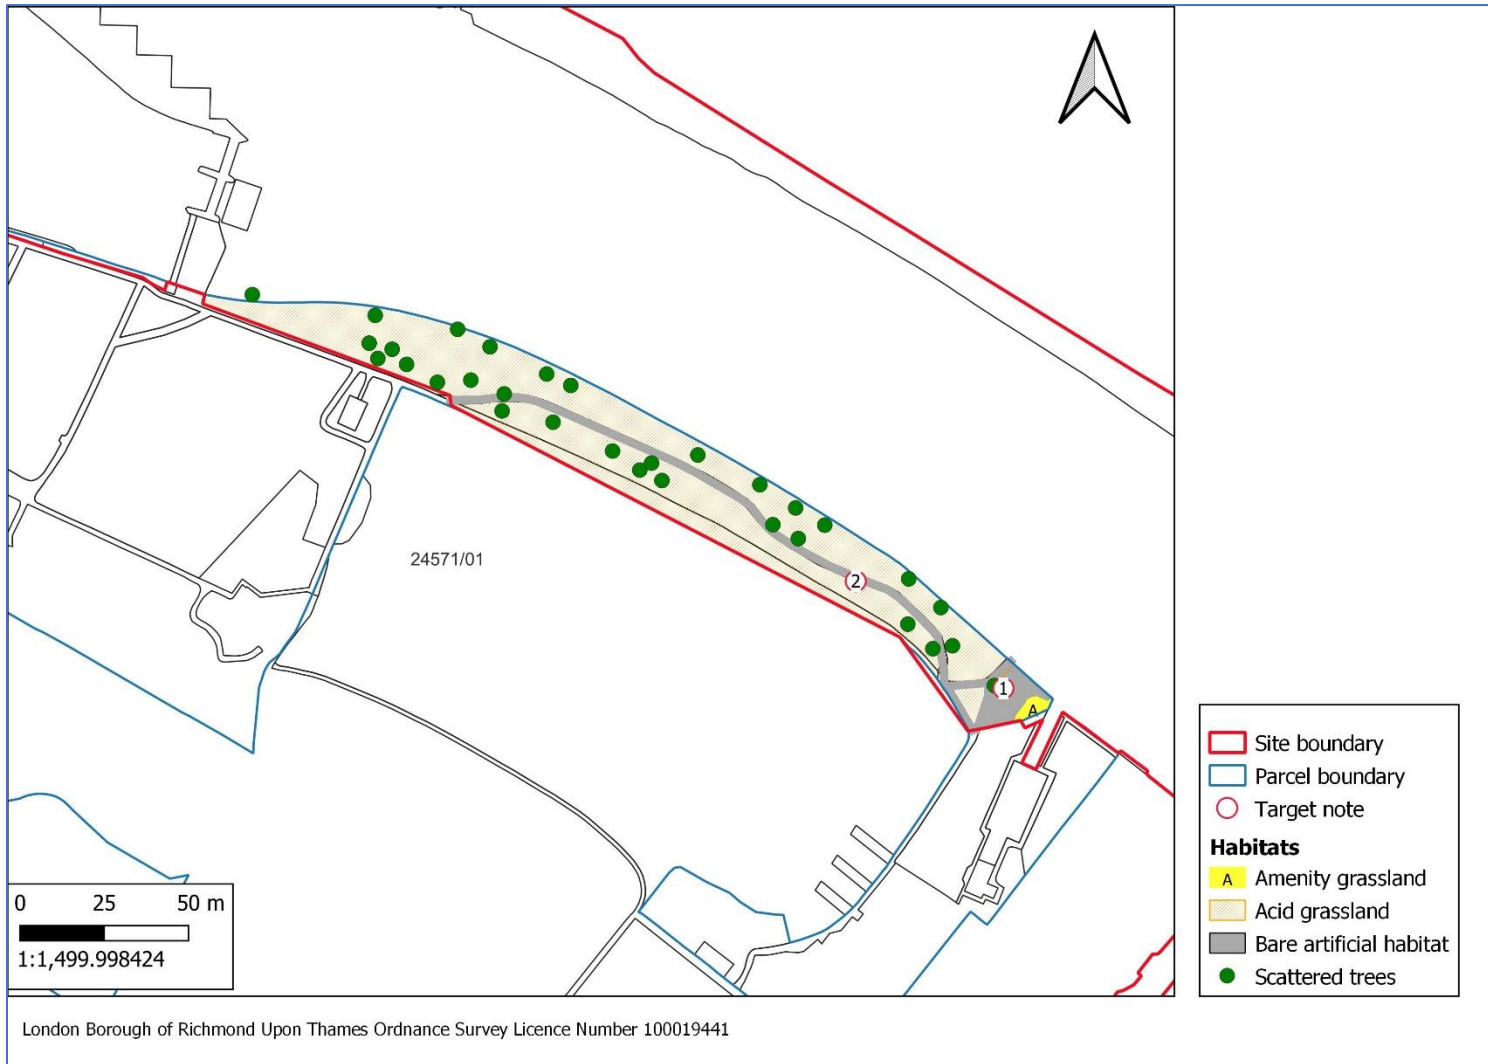 2
24571/01
1
A
0 25 50 m
1:1,499.998424
Site boundary
Parcel boundary
Target note
Habitats
A Amenity grassland
Acid grassland
Bare artificial habitat
Scattered trees
London Borough of Richmond Upon Thames Ordnance Survey Licence Number 100019441